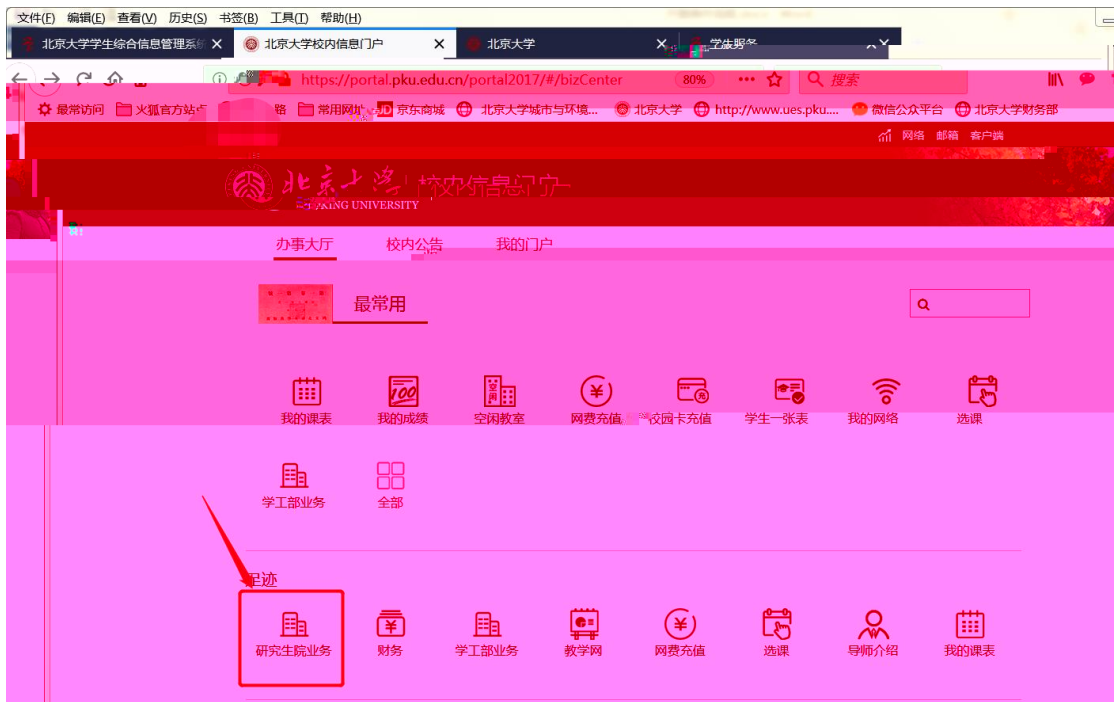 文件(F) 编辑(E) 查看(V) 历史(S) 书签(B) 工具(T) 帮助(H)
北京大学学生综合信息管理系统 北京大学校内信息门户 北京大学
https://portal.pku.edu.cn/portal2017/#/bizCenter 80% 搜索
最常访问 火狐官方站点 常用网址 JD 京东商城 北京大学城市与环境... 北京大学 http://www.ues.pku.... 微信公众平台 北京大学财务部
网络 邮箱 客户端
北京大学 校内信息门户
UNIVERSITY
办事大厅 校内公告 我的门户
最常用
我的课表 我的成绩 空闲教室 网费充值 校园卡充值 学生一张表 我的网络 选课
学工部业务 全部
足迹
研究生院业务 财务 学工部业务 教学网 网费充值 选课 导师介绍 我的课表